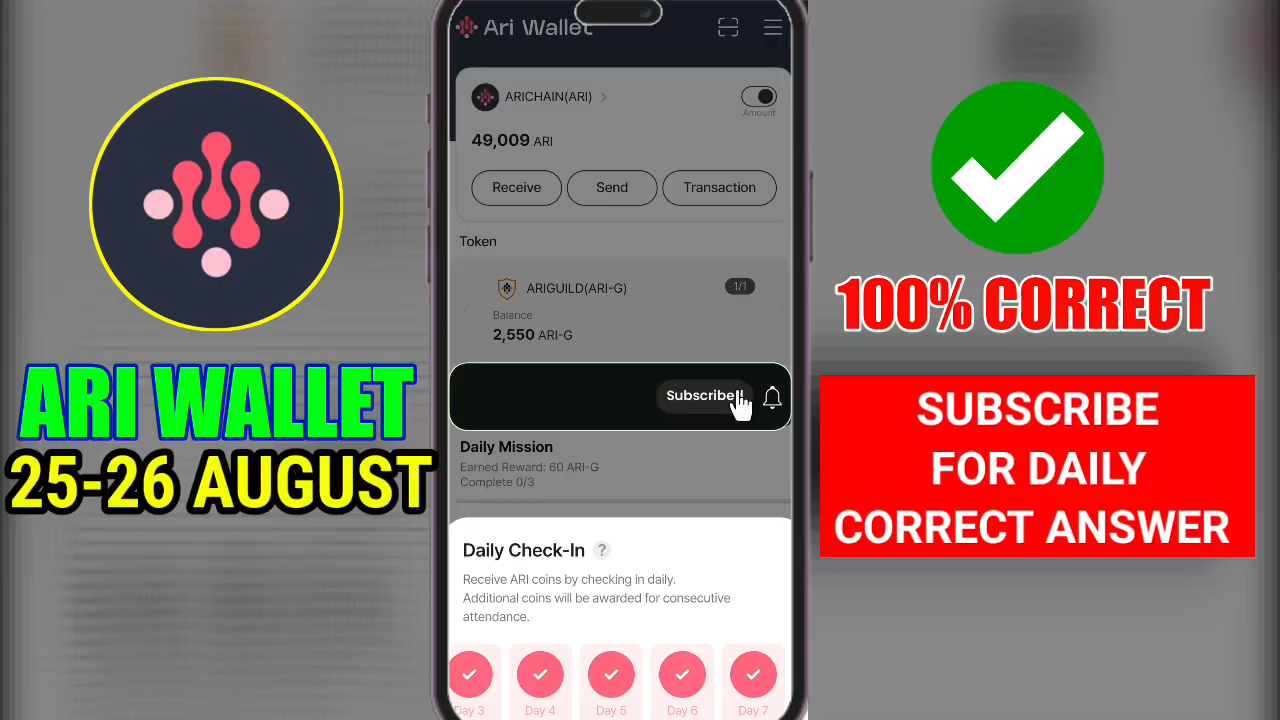 Ari Wallet
ARICHAIN(ARI)
Amount
49,009 ARI
Receive
Send
Transaction
Token
ARIGUILD(ARI-G)
1/1
Balance
2,550 ARI-G
Subscribe!!
Daily Mission
Earned Reward: 60 ARI-G
Complete 0/3
Daily Check-In ?
Receive ARI coins by checking in daily.
Additional coins will be awarded for consecutive
attendance.
Day 3
Day 4
Day 5
Day 6
Day 7
ARI WALLET
25-26 AUGUST
100% CORRECT
SUBSCRIBE
FOR DAILY
CORRECT ANSWER